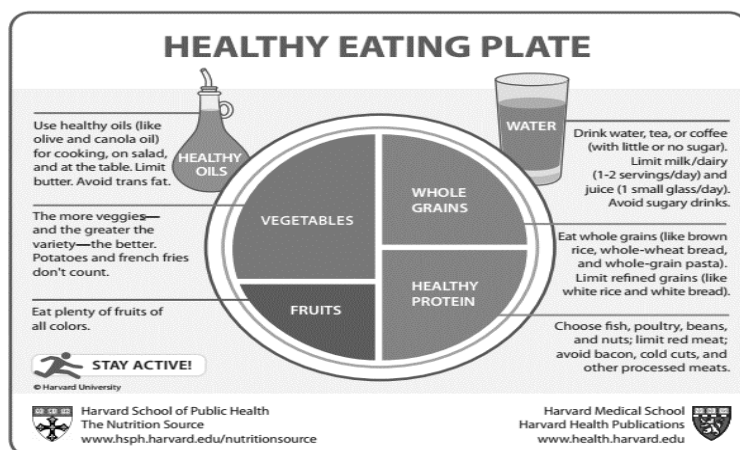 HEALTHY EATING PLATE
Use healthy oils (like
olive and canola oil)
for cooking, on salad,
and at the table. Limit
butter. Avoid trans fat.
HEALTHY
OILS
The more veggies—
and the greater the
variety—the better.
Potatoes and french fries
don't count.
Eat plenty of fruits of
all colors.
STAY ACTIVE!
© Harvard University
VEGETABLES
FRUITS
WHOLE
GRAINS
HEALTHY
PROTEIN
WATER
Drink water, tea, or coffee
(with little or no sugar).
Limit milk/dairy
(1-2 servings/day) and
juice (1 small glass/day).
Avoid sugary drinks.
Eat whole grains (like brown
rice, whole-wheat bread,
and whole-grain pasta).
Limit refined grains (like
white rice and white bread).
Choose fish, poultry, beans,
and nuts; limit red meat;
avoid bacon, cold cuts, and
other processed meats.
Harvard School of Public Health
The Nutrition Source
www.hsph.harvard.edu/nutritionsource
Harvard Medical School
Harvard Health Publications
www.health.harvard.edu